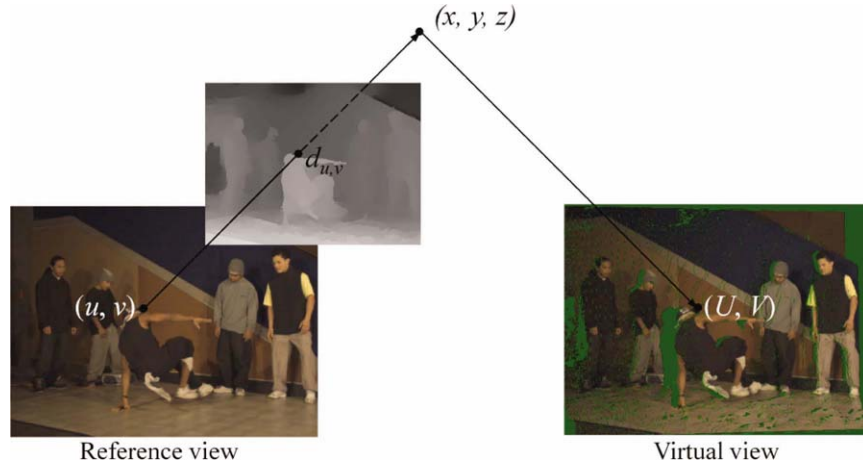 (x, y, z)
d_{u,v}
(u, v)
(U, V)
Reference view
Virtual view